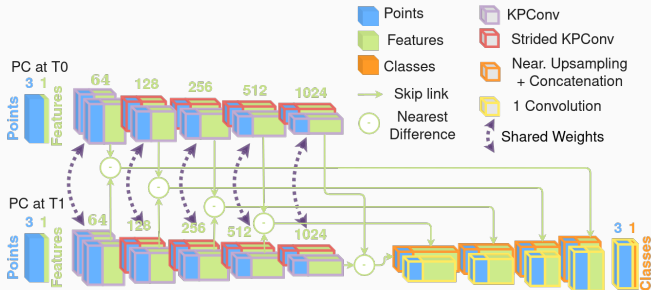 Points
Features
Classes
Skip link
Nearest
Difference
KPConv
Strided KPConv
Near. Upsampling
+ Concatenation
1 Convolution
Shared Weights
PC at T0
3 1
Points
Features
64
128
256
512
1024
PC at T1
3 1
Points
Features
64
128
256
512
1024
3 1
Classes